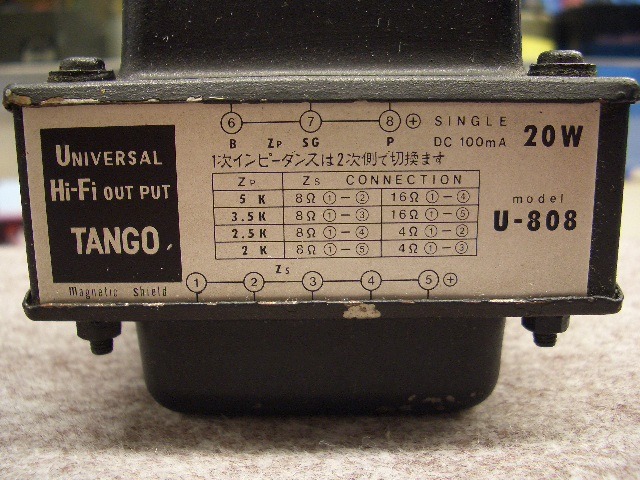 UNIVERSAL
Hi-Fi OUT PUT
TANGO
magnetic shield
6 7 8 ⊕
B Zp SG P
SINGLE
DC 100mA 20W
1次インピーダンスは2次側で切換ます
Zp Zs CONNECTION
5 K 8Ω ①-② 16Ω ①-④
3.5K 8Ω ①-③ 16Ω ①-⑤
2.5K 8Ω ①-④ 4Ω ①-②
2 K 8Ω ①-⑤ 4Ω ①-③
Zs
1 2 3 4 5 ⊕
model
U-808